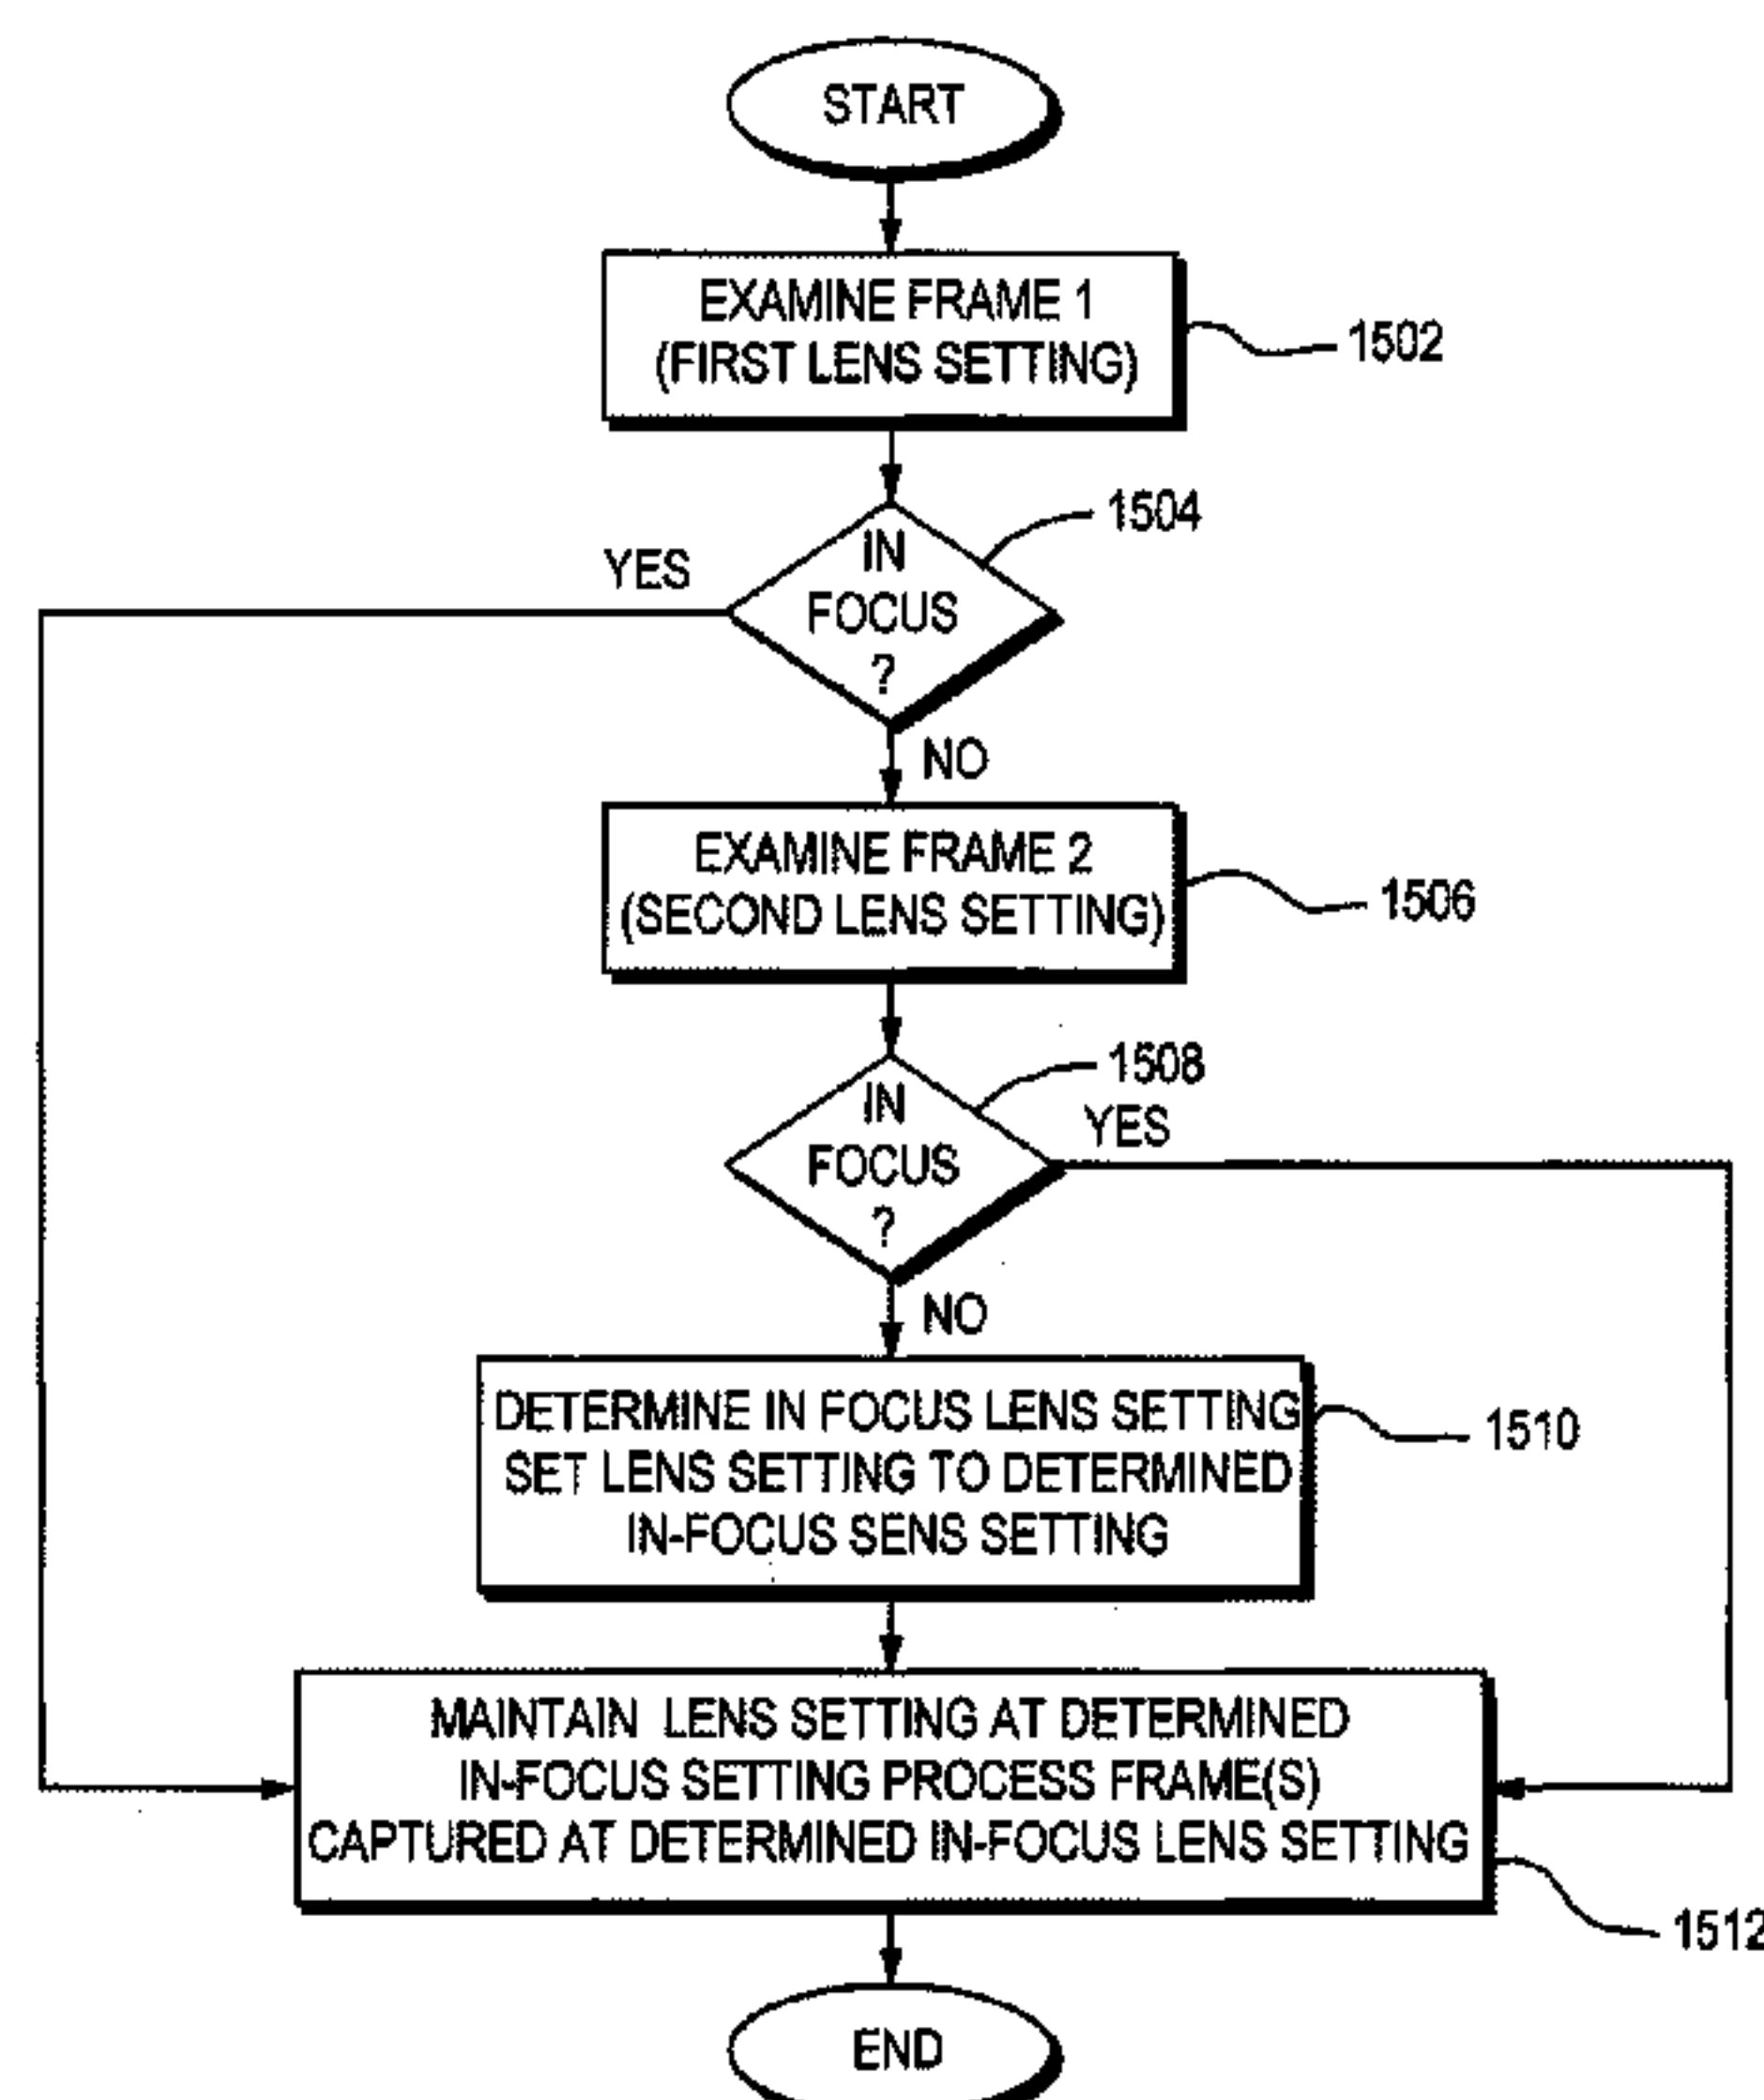 START
EXAMINE FRAME 1
(FIRST LENS SETTING)
1502
1504
IN
FOCUS
?
YES
NO
EXAMINE FRAME 2
(SECOND LENS SETTING)
1506
1508
IN
FOCUS
?
YES
NO
DETERMINE IN FOCUS LENS SETTING
SET LENS SETTING TO DETERMINED
IN-FOCUS SENS SETTING
1510
MAINTAIN LENS SETTING AT DETERMINED
IN-FOCUS SETTING PROCESS FRAME(S)
CAPTURED AT DETERMINED IN-FOCUS LENS SETTING
1512
END